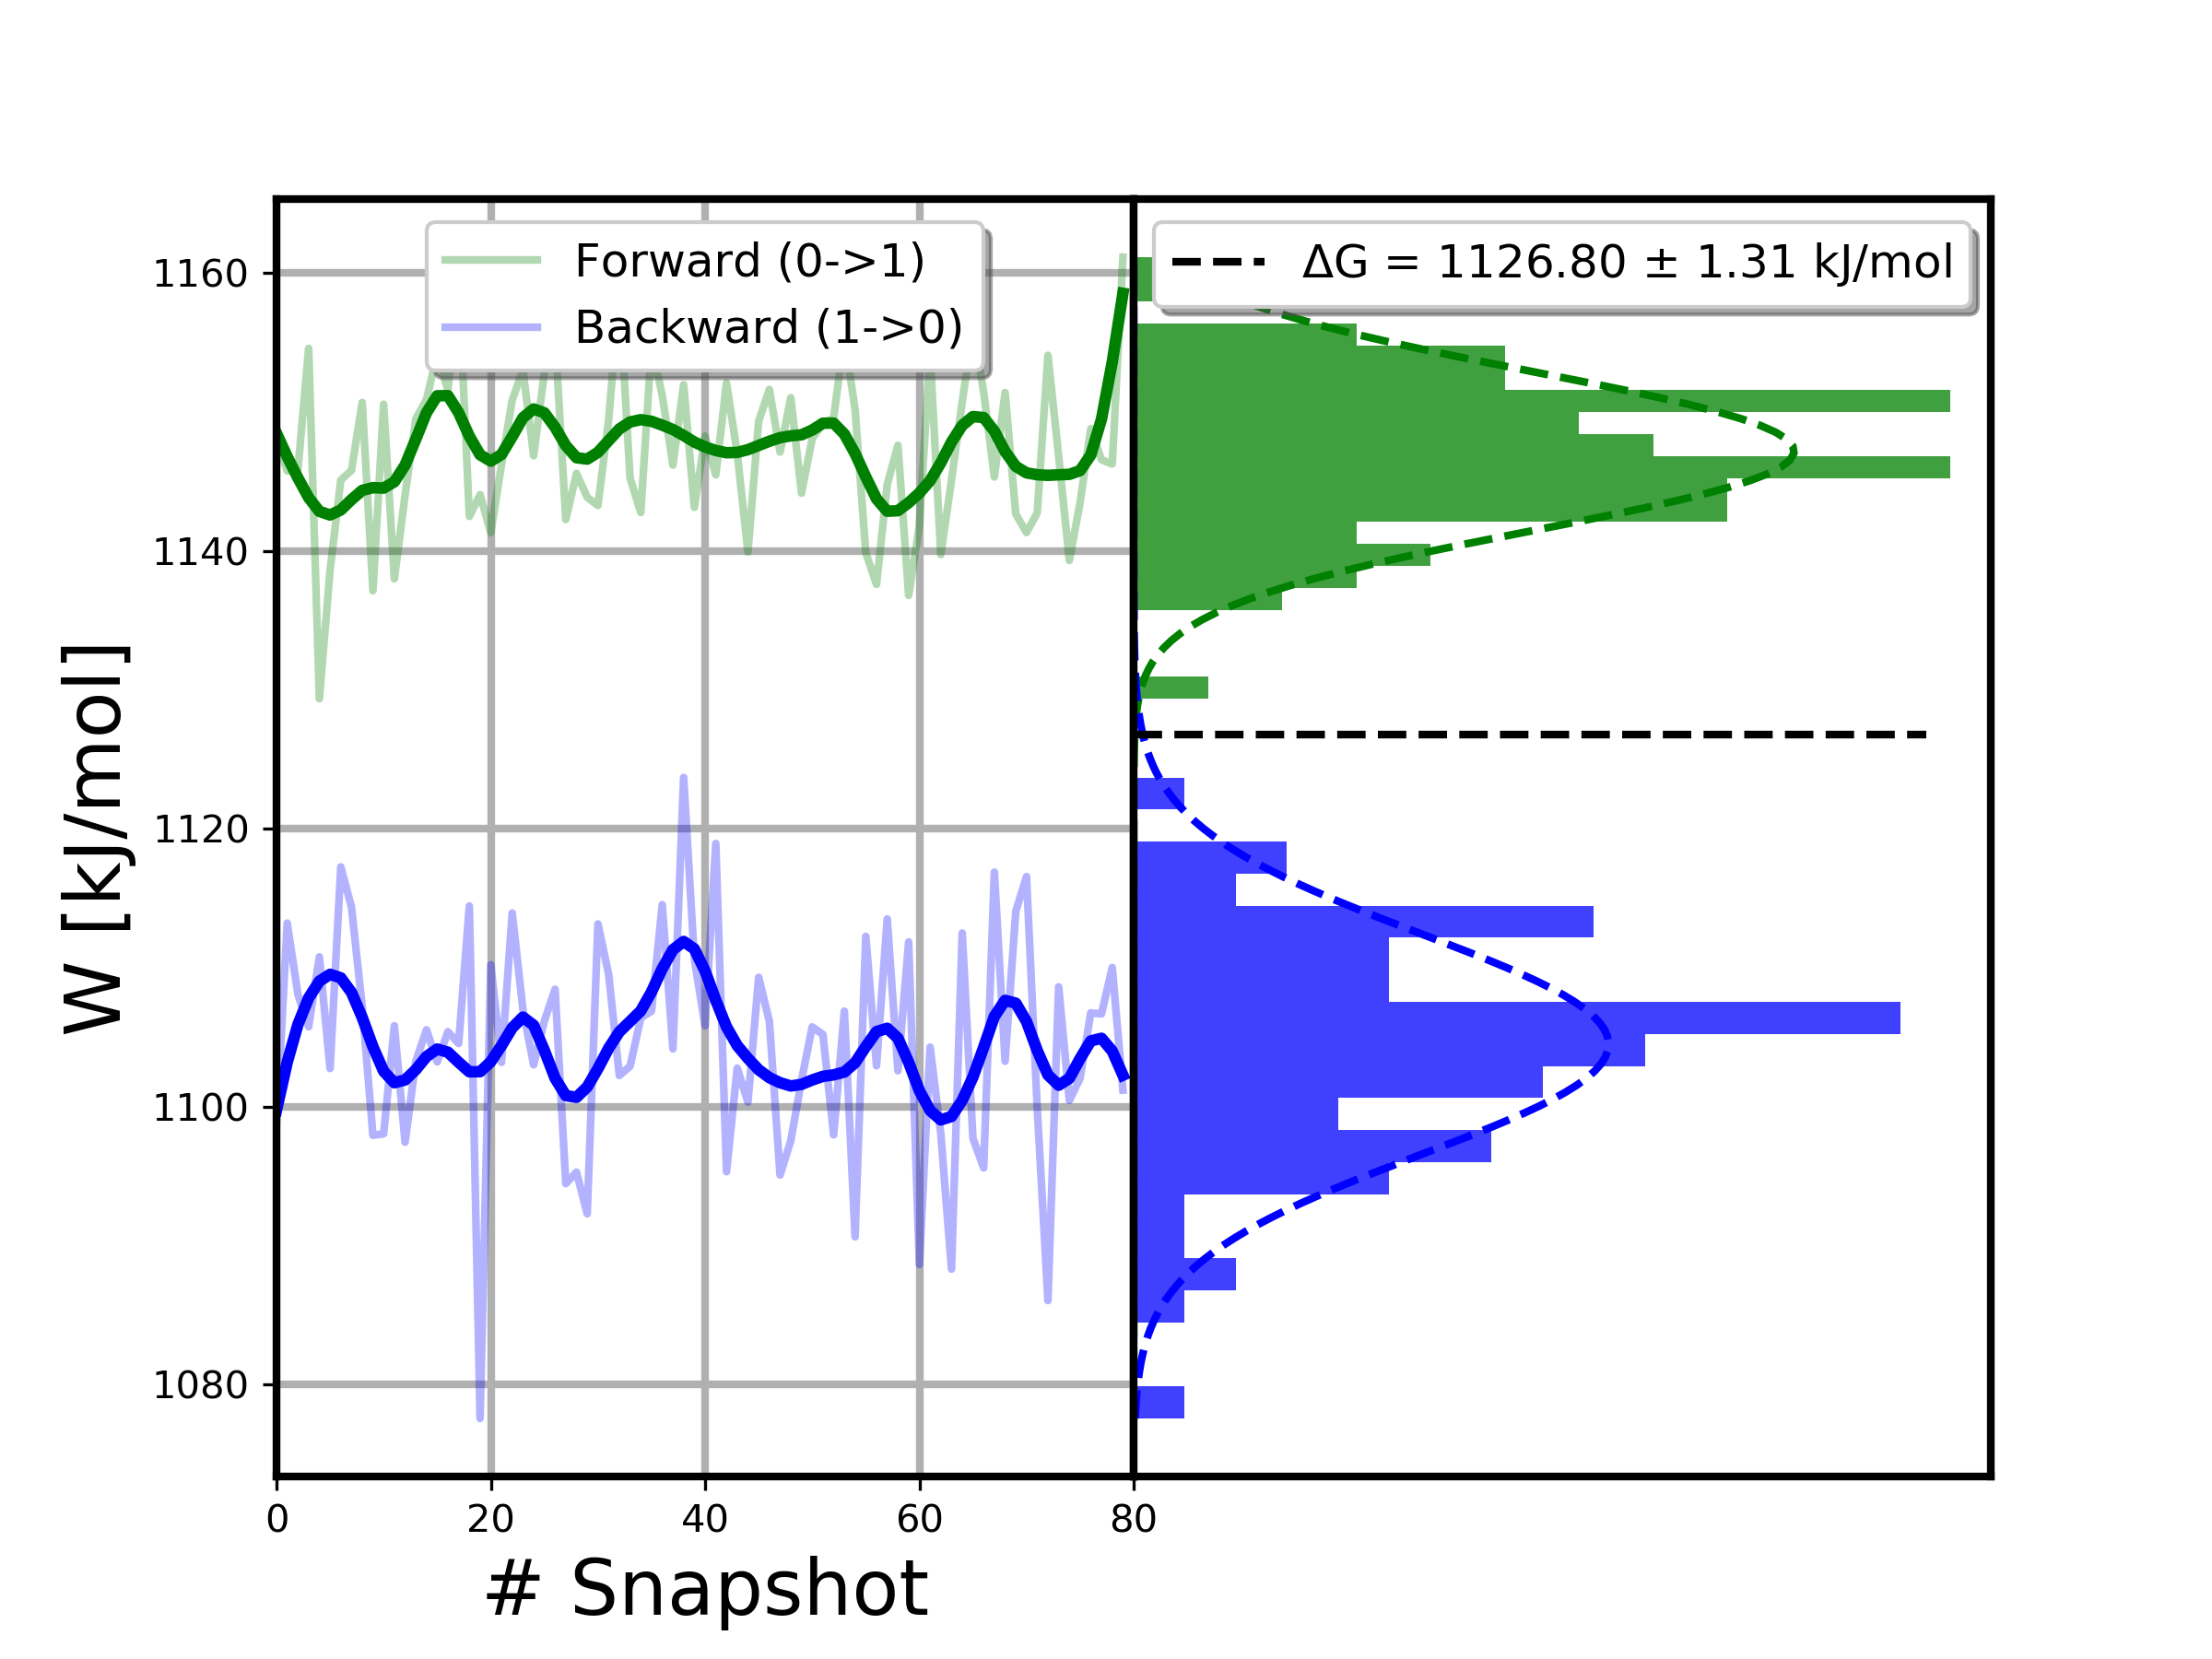 Forward (0->1)
Backward (1->0)
ΔG = 1126.80 ± 1.31 kJ/mol
W [kJ/mol]
1160
1140
1120
1100
1080
0 20 40 60 80
# Snapshot